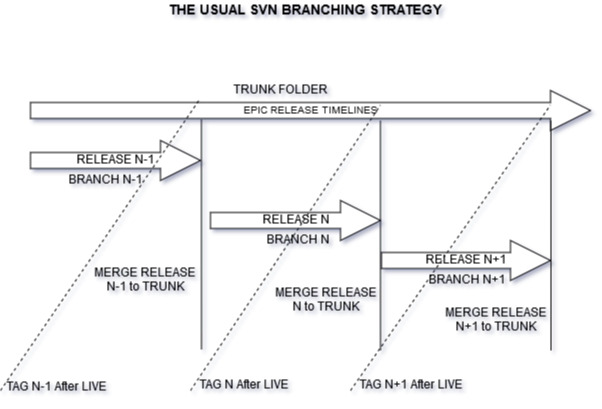 THE USUAL SVN BRANCHING STRATEGY
TRUNK FOLDER
EPIC RELEASE TIMELINES
RELEASE N-1
BRANCH N-1
RELEASE N
BRANCH N
RELEASE N+1
BRANCH N+1
MERGE RELEASE
N-1 to TRUNK
MERGE RELEASE
N to TRUNK
MERGE RELEASE
N+1 to TRUNK
TAG N-1 After LIVE
TAG N After LIVE
TAG N+1 After LIVE